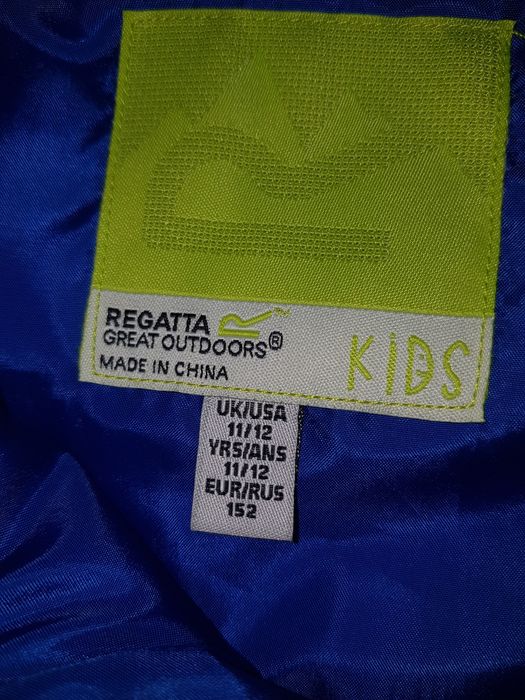 REGATTA
GREAT OUTDOORS®
MADE IN CHINA
KiDS
UK/USA
11/12
YRS/ANS
11/12
EUR/RUS
152